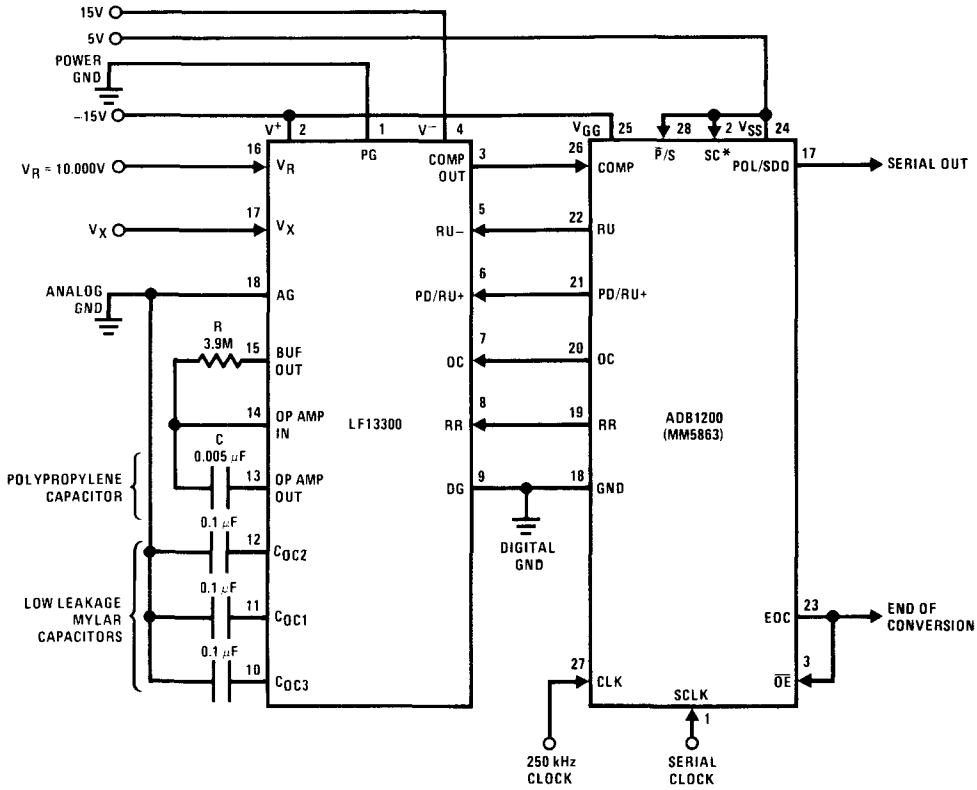 15V
5V
POWER
GND
–15V
V+ 2
1
V– 4
VGG 25
28
2
VSS 24
PG
P/S
SC*
16
VR = 10.000V
VR
COMP
OUT
3
26
COMP
POL/SDO
17
SERIAL OUT
17
VX
VX
RU–
5
22
RU
18
ANALOG
GND
AG
PD/RU+
6
21
PD/RU+
R
3.9M
15
BUF
OUT
OC
7
20
OC
14
OP AMP
IN
LF13300
RR
8
19
RR
ADB1200
(MM5863)
C
0.005 µF
13
OP AMP
OUT
POLYPROPYLENE
CAPACITOR
DG
9
18
GND
DIGITAL
GND
0.1 µF
12
COC2
0.1 µF
11
COC1
LOW LEAKAGE
MYLAR
CAPACITORS
0.1 µF
10
COC3
EOC
23
END OF
CONVERSION
27
CLK
3
OE
SCLK
1
250 kHz
CLOCK
SERIAL
CLOCK